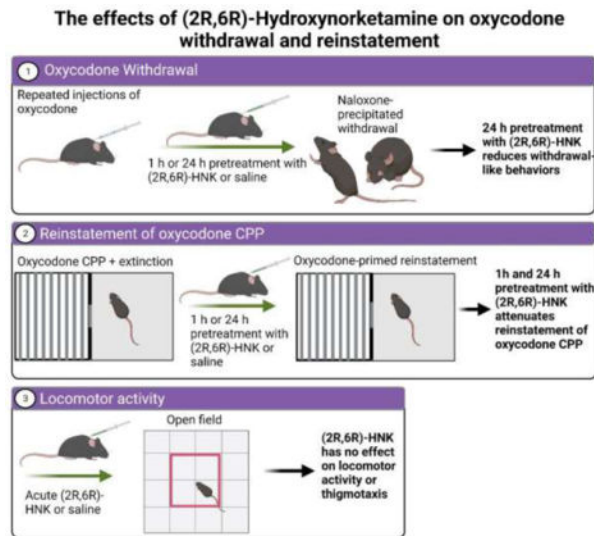 The effects of (2R,6R)-Hydroxynorketamine on oxycodone
withdrawal and reinstatement
1 Oxycodone Withdrawal
Repeated injections of
oxycodone
1 h or 24 h pretreatment with
(2R,6R)-HNK or saline
Naloxone-
precipitated withdrawal
24 h pretreatment
with (2R,6R)-HNK
reduces withdrawal-
like behaviors
2 Reinstatement of oxycodone CPP
Oxycodone CPP + extinction
1 h or 24 h
pretreatment with
(2R,6R)-HNK or
saline
Oxycodone-primed reinstatement
1h and 24 h
pretreatment with
(2R,6R)-HNK
attenuates
reinstatement of
oxycodone CPP
3 Locomotor activity
Acute (2R,6R)-
HNK or saline
Open field
(2R,6R)-HNK
has no effect
on locomotor
activity or
thigmotaxis